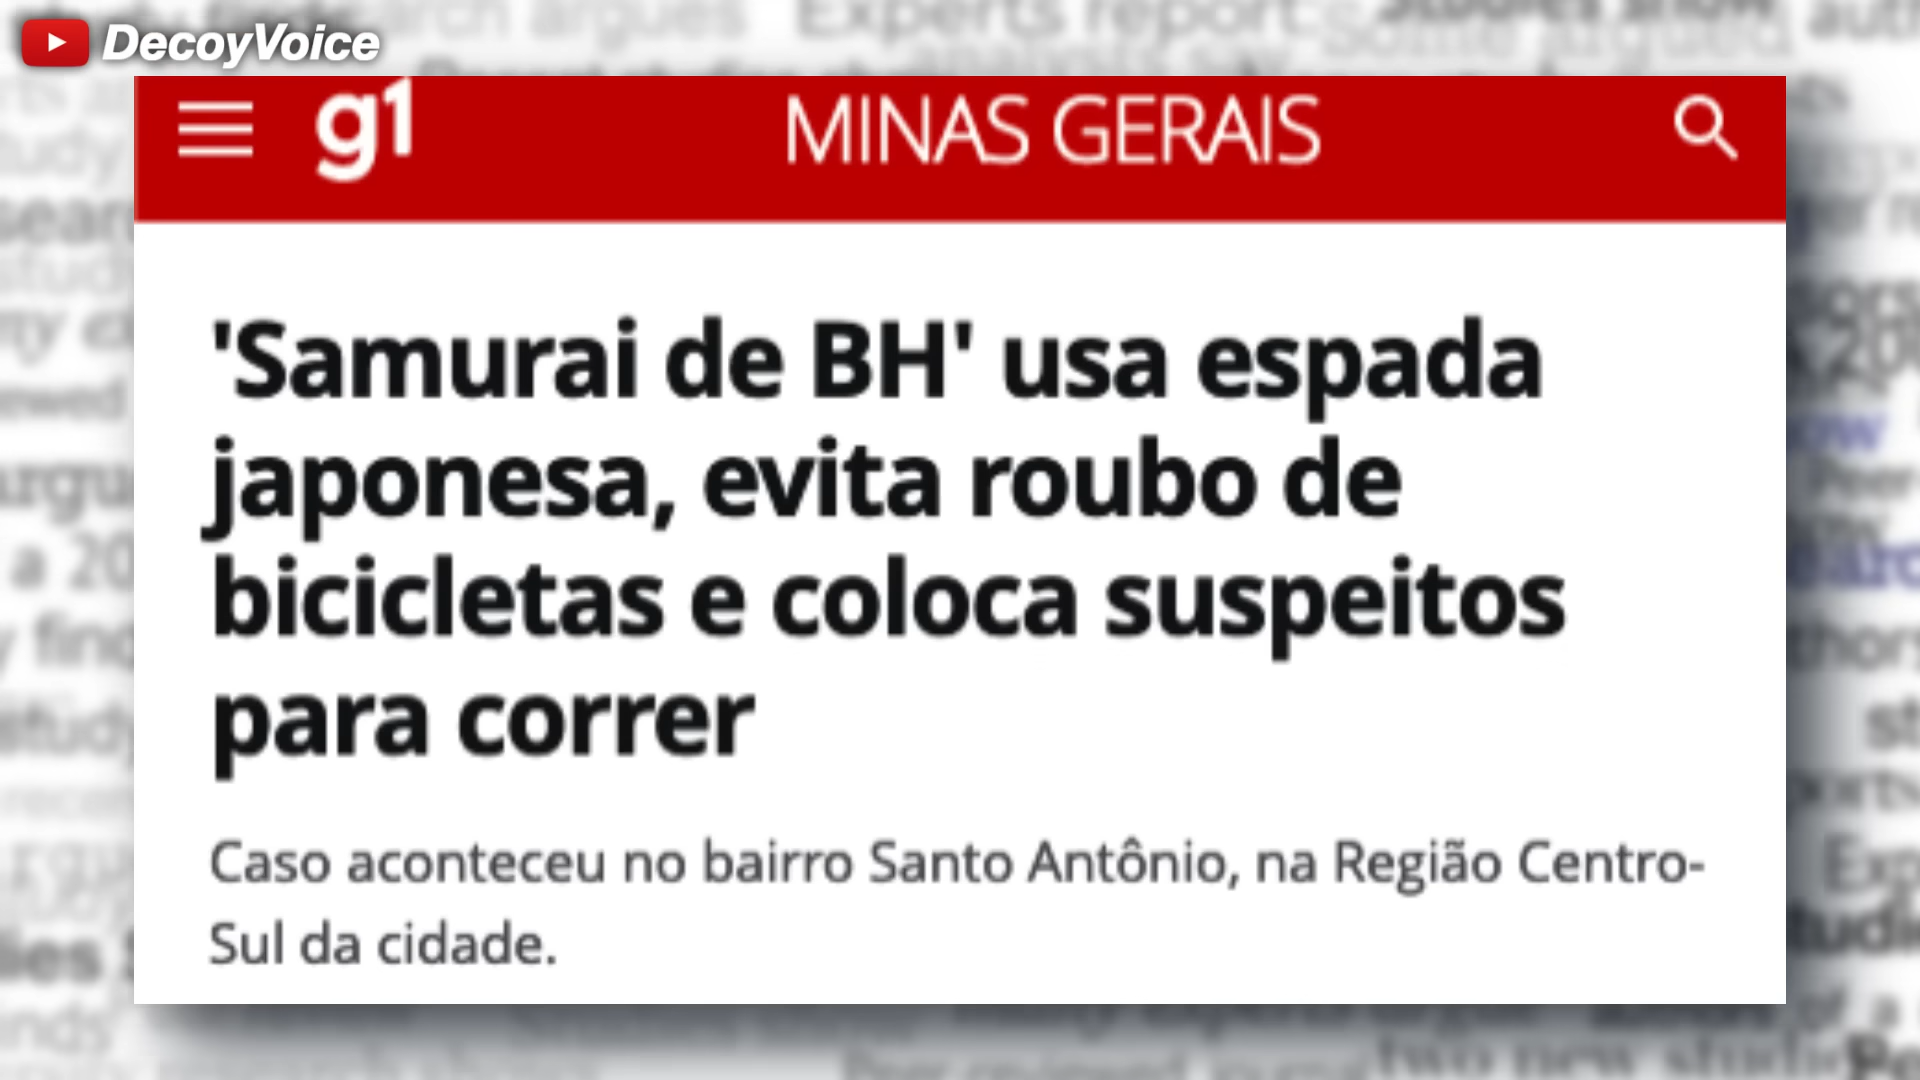 DecoyVoice
g1 MINAS GERAIS
'Samurai de BH' usa espada
japonesa, evita roubo de
bicicletas e coloca suspeitos
para correr
Caso aconteceu no bairro Santo Antônio, na Região Centro-
Sul da cidade.